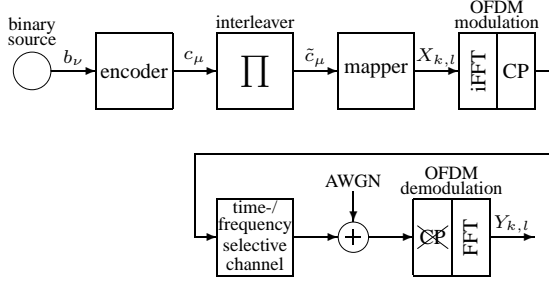 binary
source
b_ν
encoder
c_μ
interleaver
∏
c̃_μ
mapper
X_{k,l}
OFDM
modulation
iFFT
CP
time-/
frequency
selective
channel
AWGN
+
OFDM
demodulation
CP
FFT
Y_{k,l}